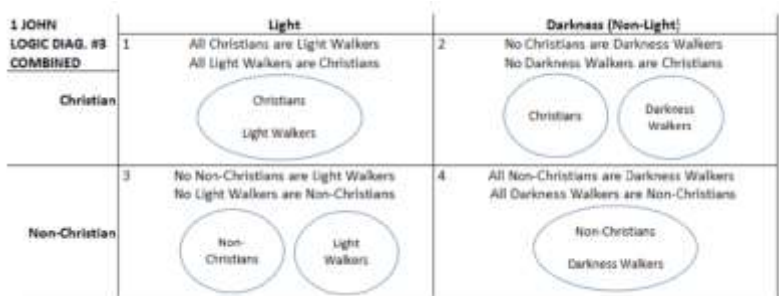 1 JOHN
LOGIC DIAG. #3
COMBINED
Light
Darkness (Non-Light)
Christian
1
All Christians are Light Walkers
All Light Walkers are Christians
Christians
Light Walkers
2
No Christians are Darkness Walkers
No Darkness Walkers are Christians
Christians
Darkness
Walkers
Non-Christian
3
No Non-Christians are Light Walkers
No Light Walkers are Non-Christians
Non-
Christians
Light
Walkers
4
All Non-Christians are Darkness Walkers
All Darkness Walkers are Non-Christians
Non-Christians
Darkness Walkers